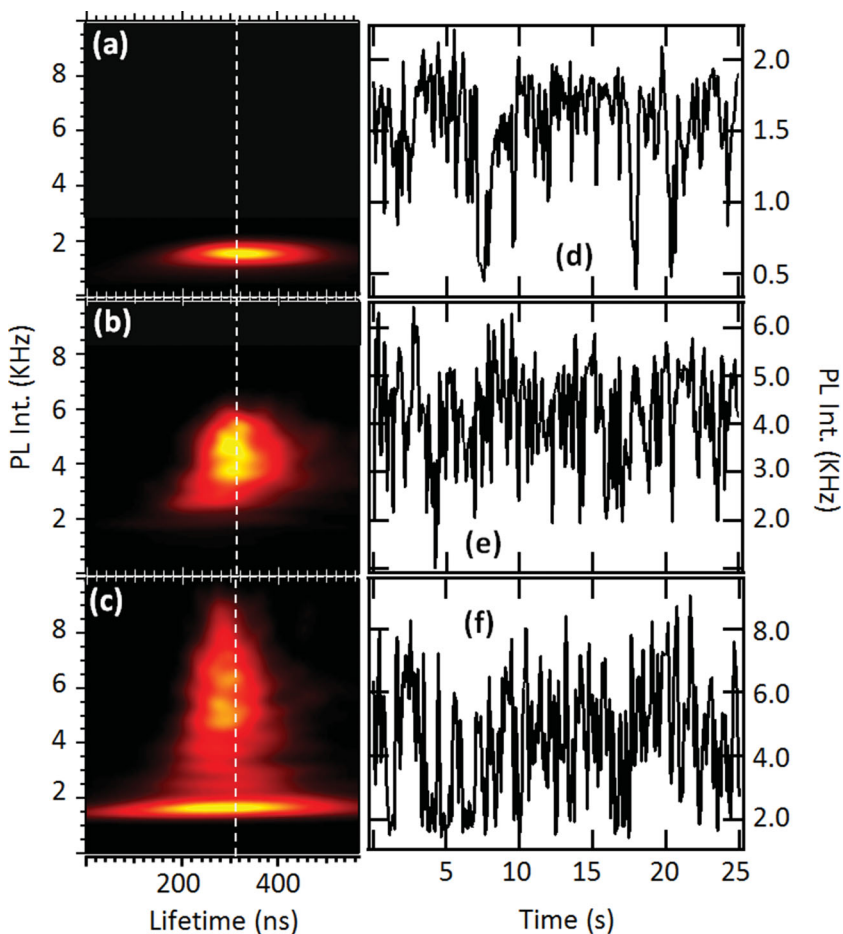 (a)
8
6
4
2
(d)
2.0
1.5
1.0
0.5
(b)
8
6
4
2
(e)
6.0
5.0
4.0
3.0
2.0
PL Int. (KHz)
PL Int. (KHz)
(c)
8
6
4
2
(f)
8.0
6.0
4.0
2.0
200 400
5 10 15 20 25
Lifetime (ns)
Time (s)